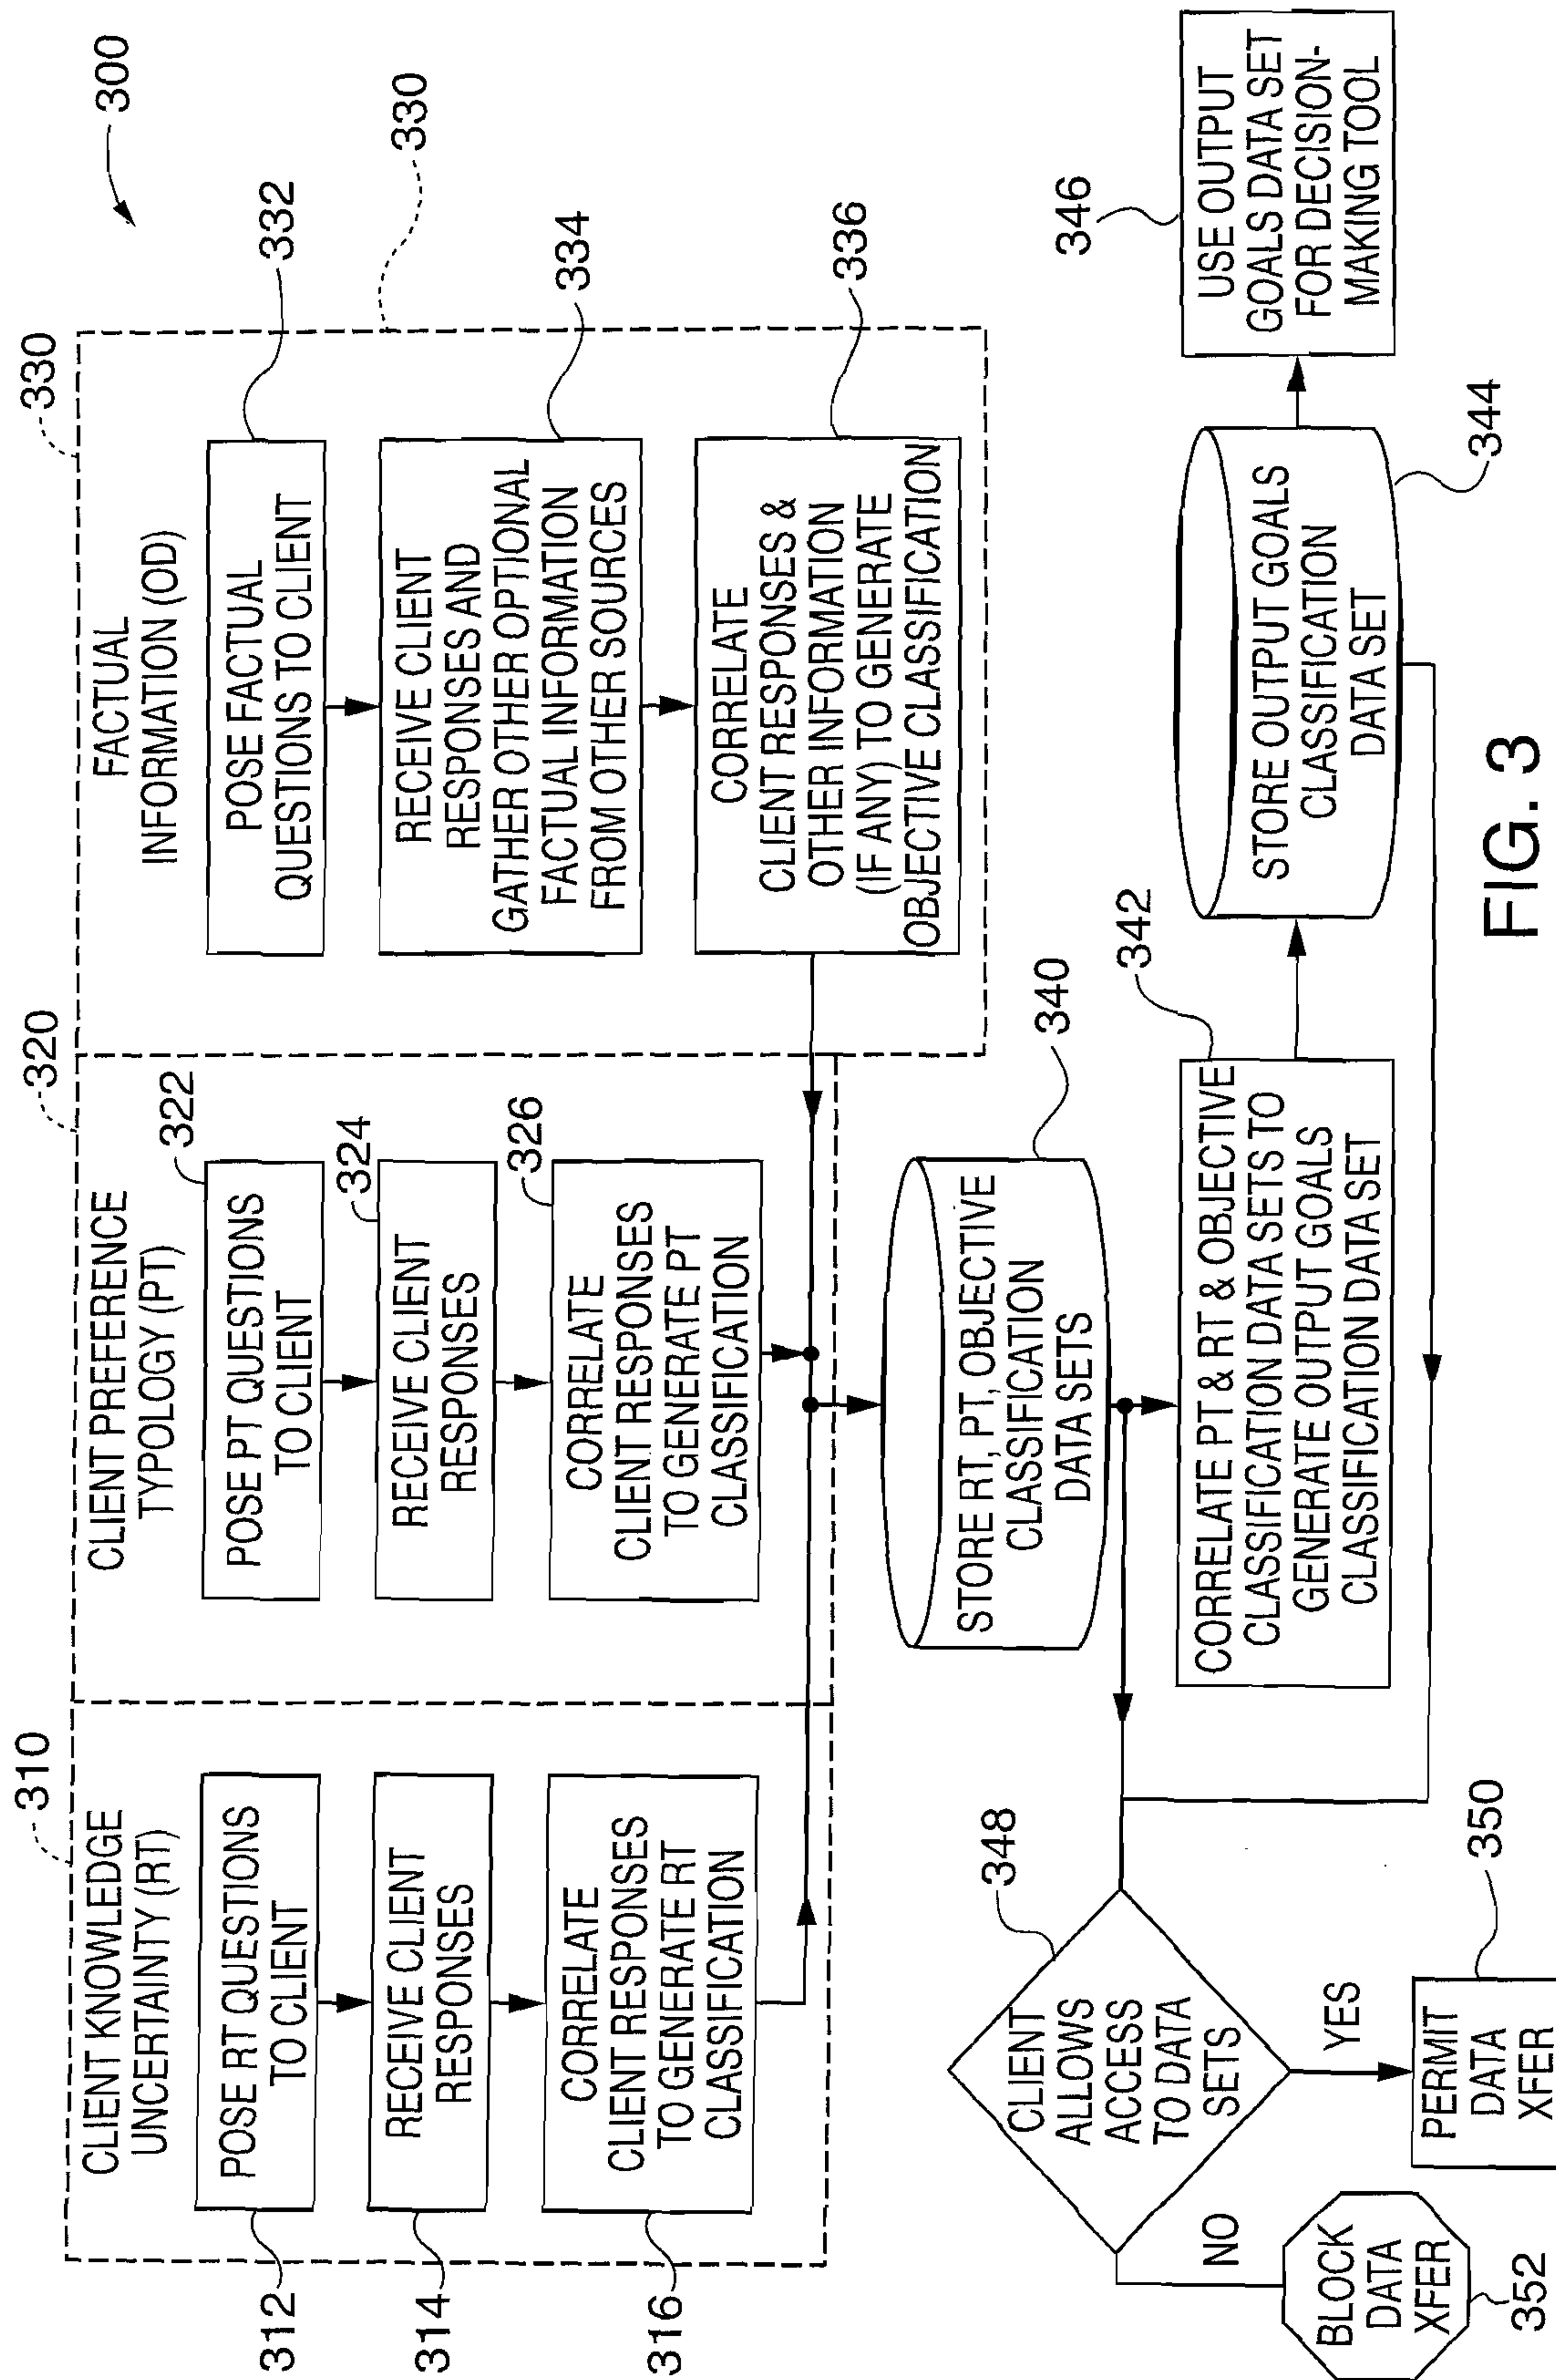 300
310
CLIENT KNOWLEDGE
UNCERTAINTY (RT)
312
POSE RT QUESTIONS
TO CLIENT
314
RECEIVE CLIENT
RESPONSES
316
CORRELATE
CLIENT RESPONSES
TO GENERATE RT
CLASSIFICATION
320
CLIENT PREFERENCE
TYPOLOGY (PT)
322
POSE PT QUESTIONS
TO CLIENT
324
RECEIVE CLIENT
RESPONSES
326
CORRELATE
CLIENT RESPONSES
TO GENERATE PT
CLASSIFICATION
330
330
FACTUAL
INFORMATION (OD)
332
POSE FACTUAL
QUESTIONS TO CLIENT
334
RECEIVE CLIENT
RESPONSES AND
GATHER OTHER OPTIONAL
FACTUAL INFORMATION
FROM OTHER SOURCES
336
CORRELATE
CLIENT RESPONSES &
OTHER INFORMATION
(IF ANY) TO GENERATE
OBJECTIVE CLASSIFICATION
340
STORE RT, PT, OBJECTIVE
CLASSIFICATION
DATA SETS
348
CLIENT
ALLOWS
ACCESS
TO DATA
SETS
NO
YES
BLOCK
DATA
XFER
352
PERMIT
DATA
XFER
350
342
CORRELATE PT & RT & OBJECTIVE
CLASSIFICATION DATA SETS TO
GENERATE OUTPUT GOALS
CLASSIFICATION DATA SET
STORE OUTPUT GOALS
CLASSIFICATION
DATA SET
344
346
USE OUTPUT
GOALS DATA SET
FOR DECISION-
MAKING TOOL
FIG. 3